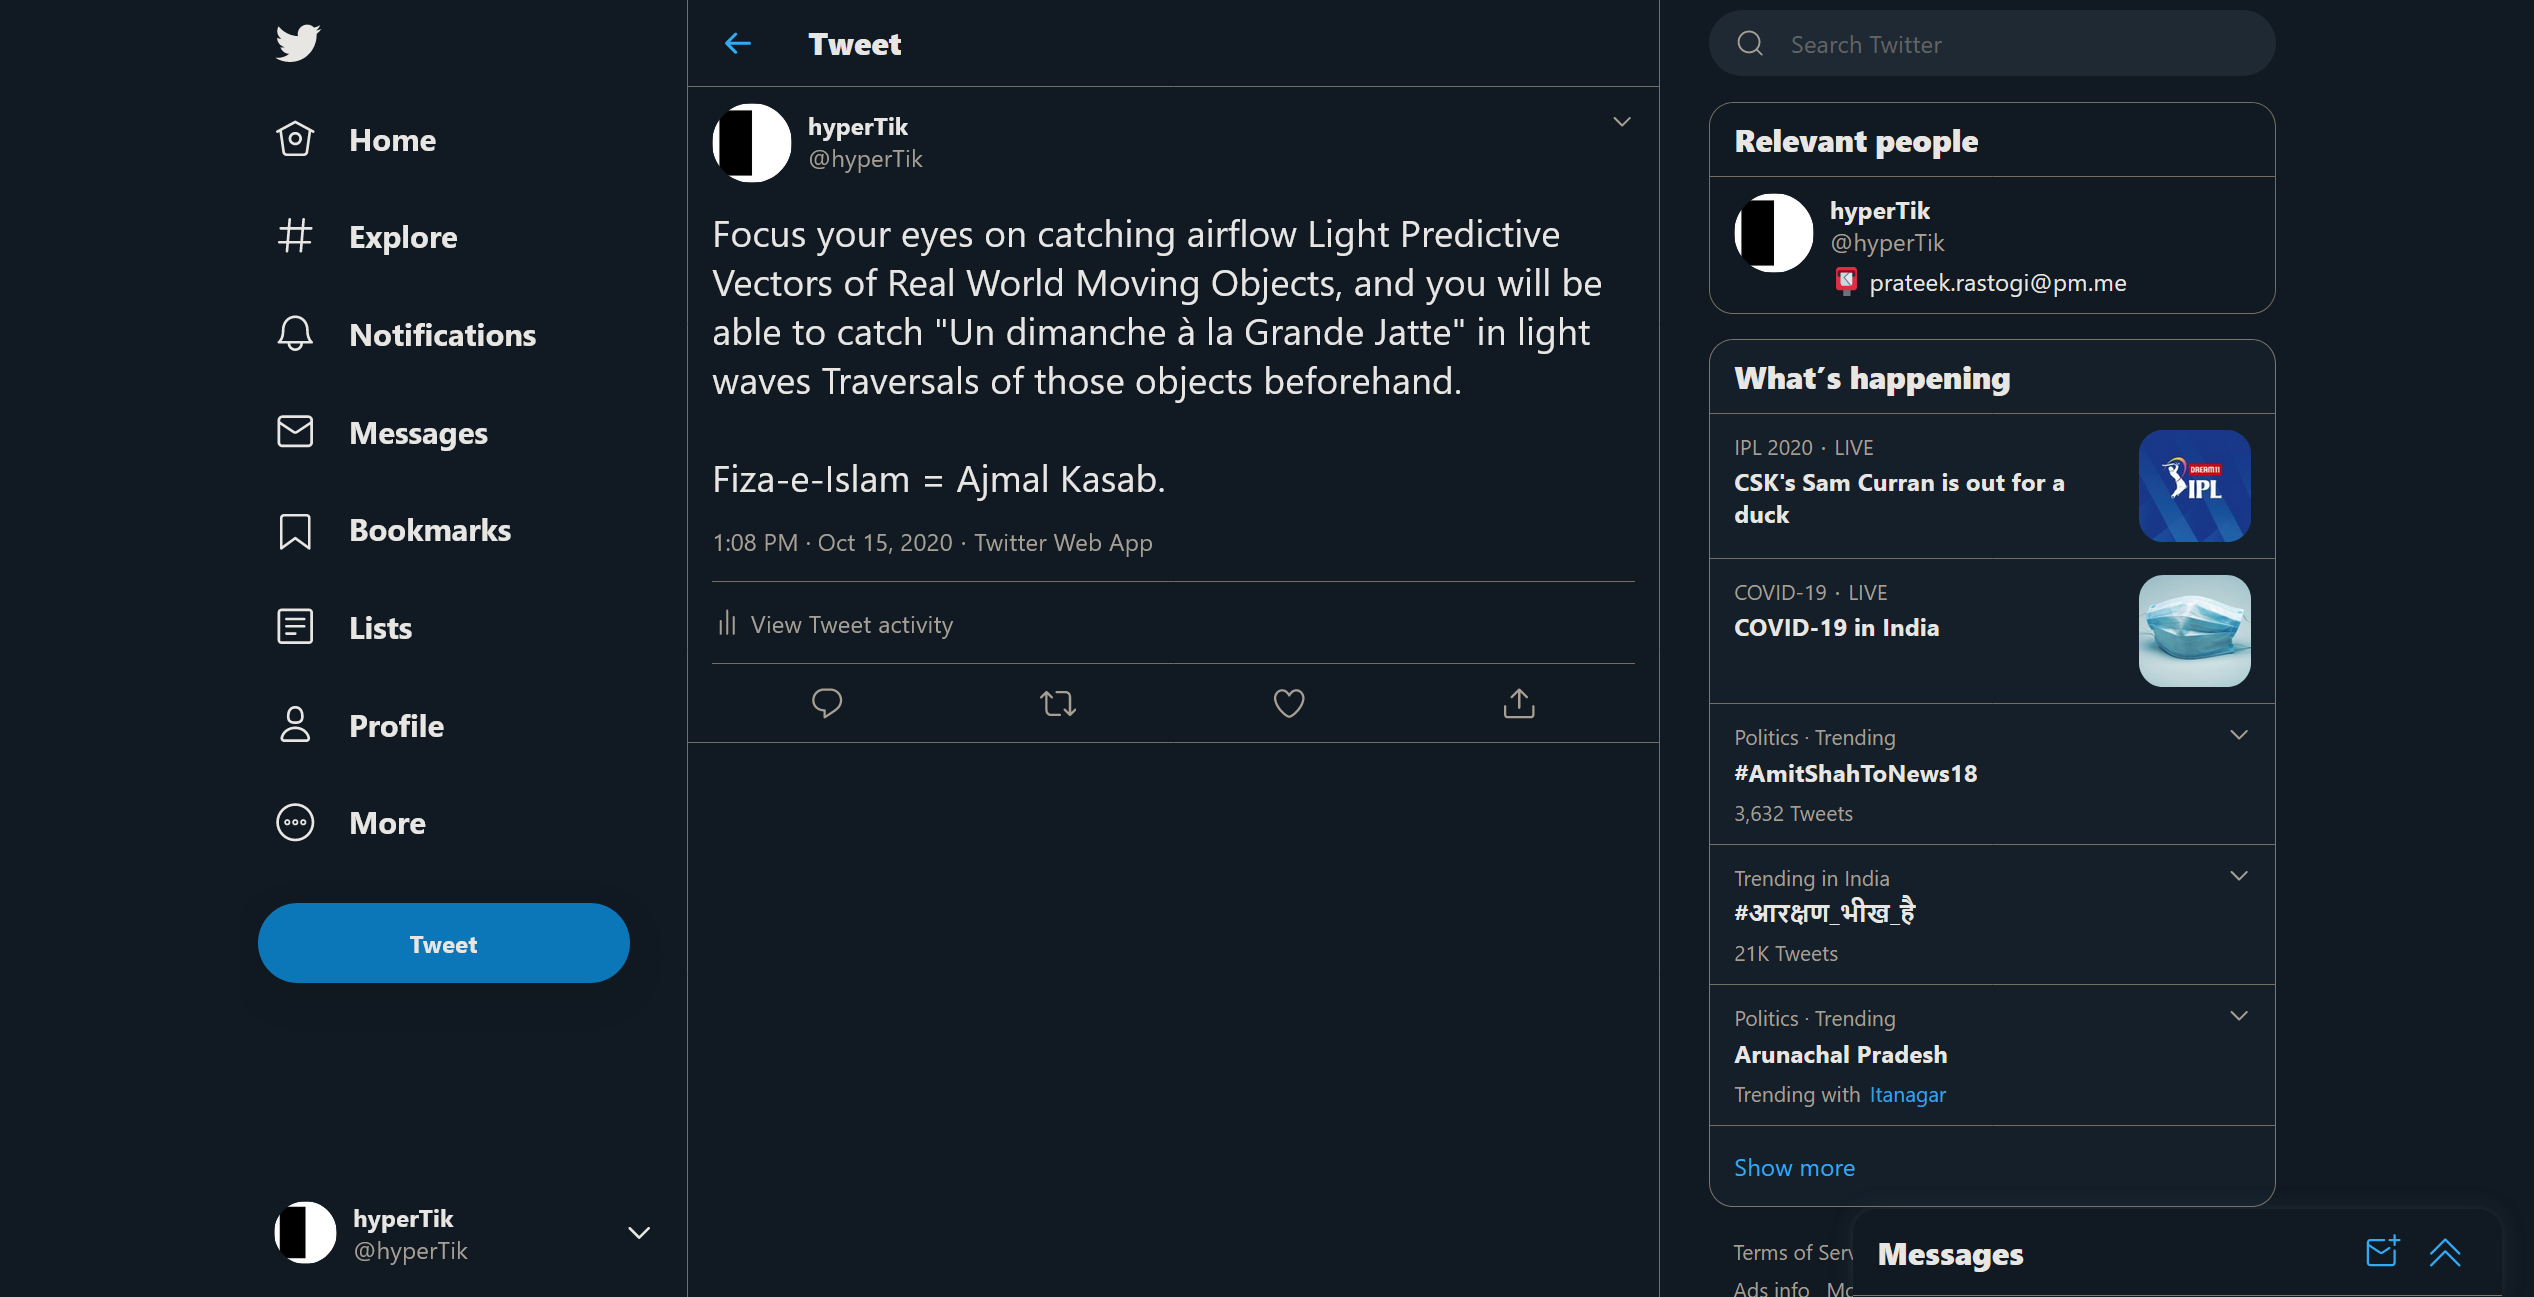 Home
Explore
Notifications
Messages
Bookmarks
Lists
Profile
More
Tweet
hyperTik
@hyperTik
Tweet
hyperTik
@hyperTik
Focus your eyes on catching airflow Light Predictive
Vectors of Real World Moving Objects, and you will be
able to catch "Un dimanche à la Grande Jatte" in light
waves Traversals of those objects beforehand.
Fiza-e-Islam = Ajmal Kasab.
1:08 PM · Oct 15, 2020 · Twitter Web App
View Tweet activity
Search Twitter
Relevant people
hyperTik
@hyperTik
prateek.rastogi@pm.me
What's happening
IPL 2020 · LIVE
CSK's Sam Curran is out for a
duck
DREAM11
IPL
COVID-19 · LIVE
COVID-19 in India
Politics · Trending
#AmitShahToNews18
3,632 Tweets
Trending in India
#आरक्षण_भीख_है
21K Tweets
Politics · Trending
Arunachal Pradesh
Trending with Itanagar
Show more
Terms of Serv
Messages
Ads info Mo